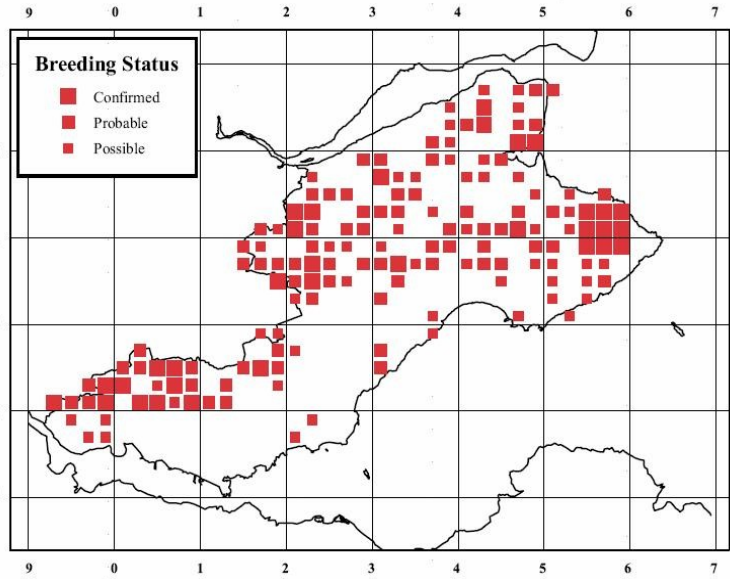 9 0 1 2 3 4 5 6 7
Breeding Status
Confirmed
Probable
Possible
9 0 1 2 3 4 5 6 7